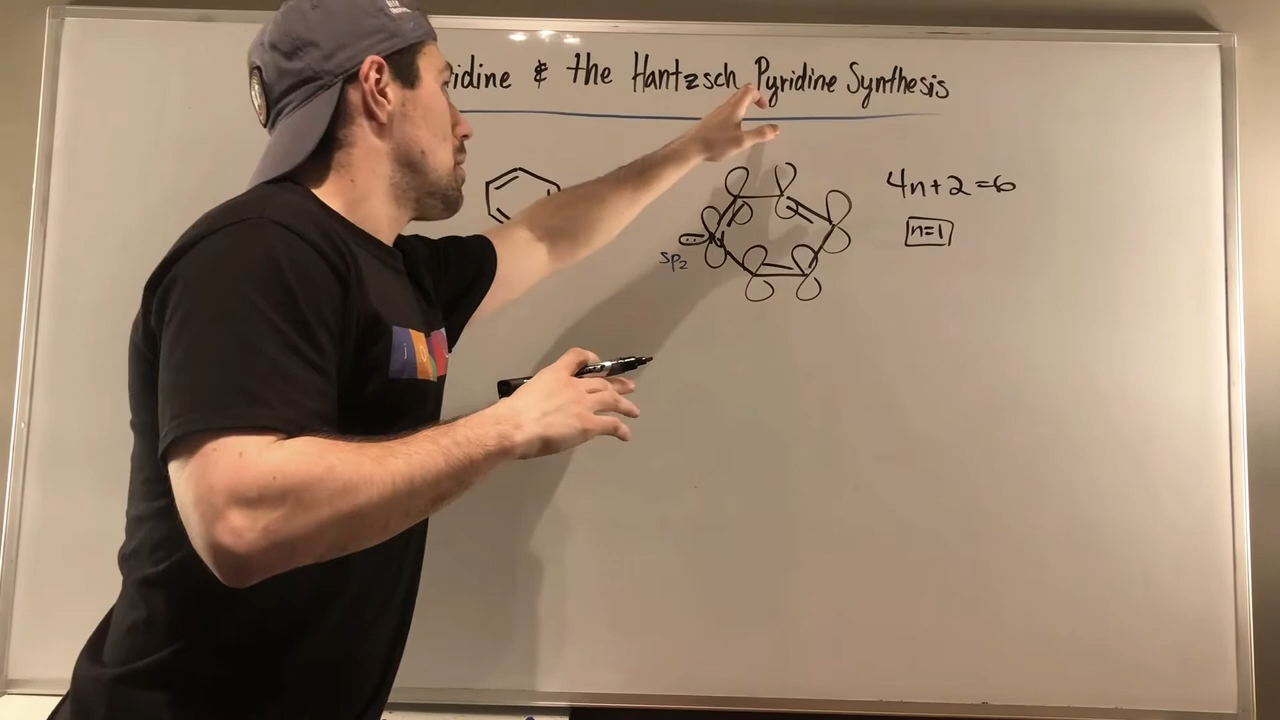 idine & the Hantzsch Pyridine Synthesis
4n+2=6
n=1
sp2